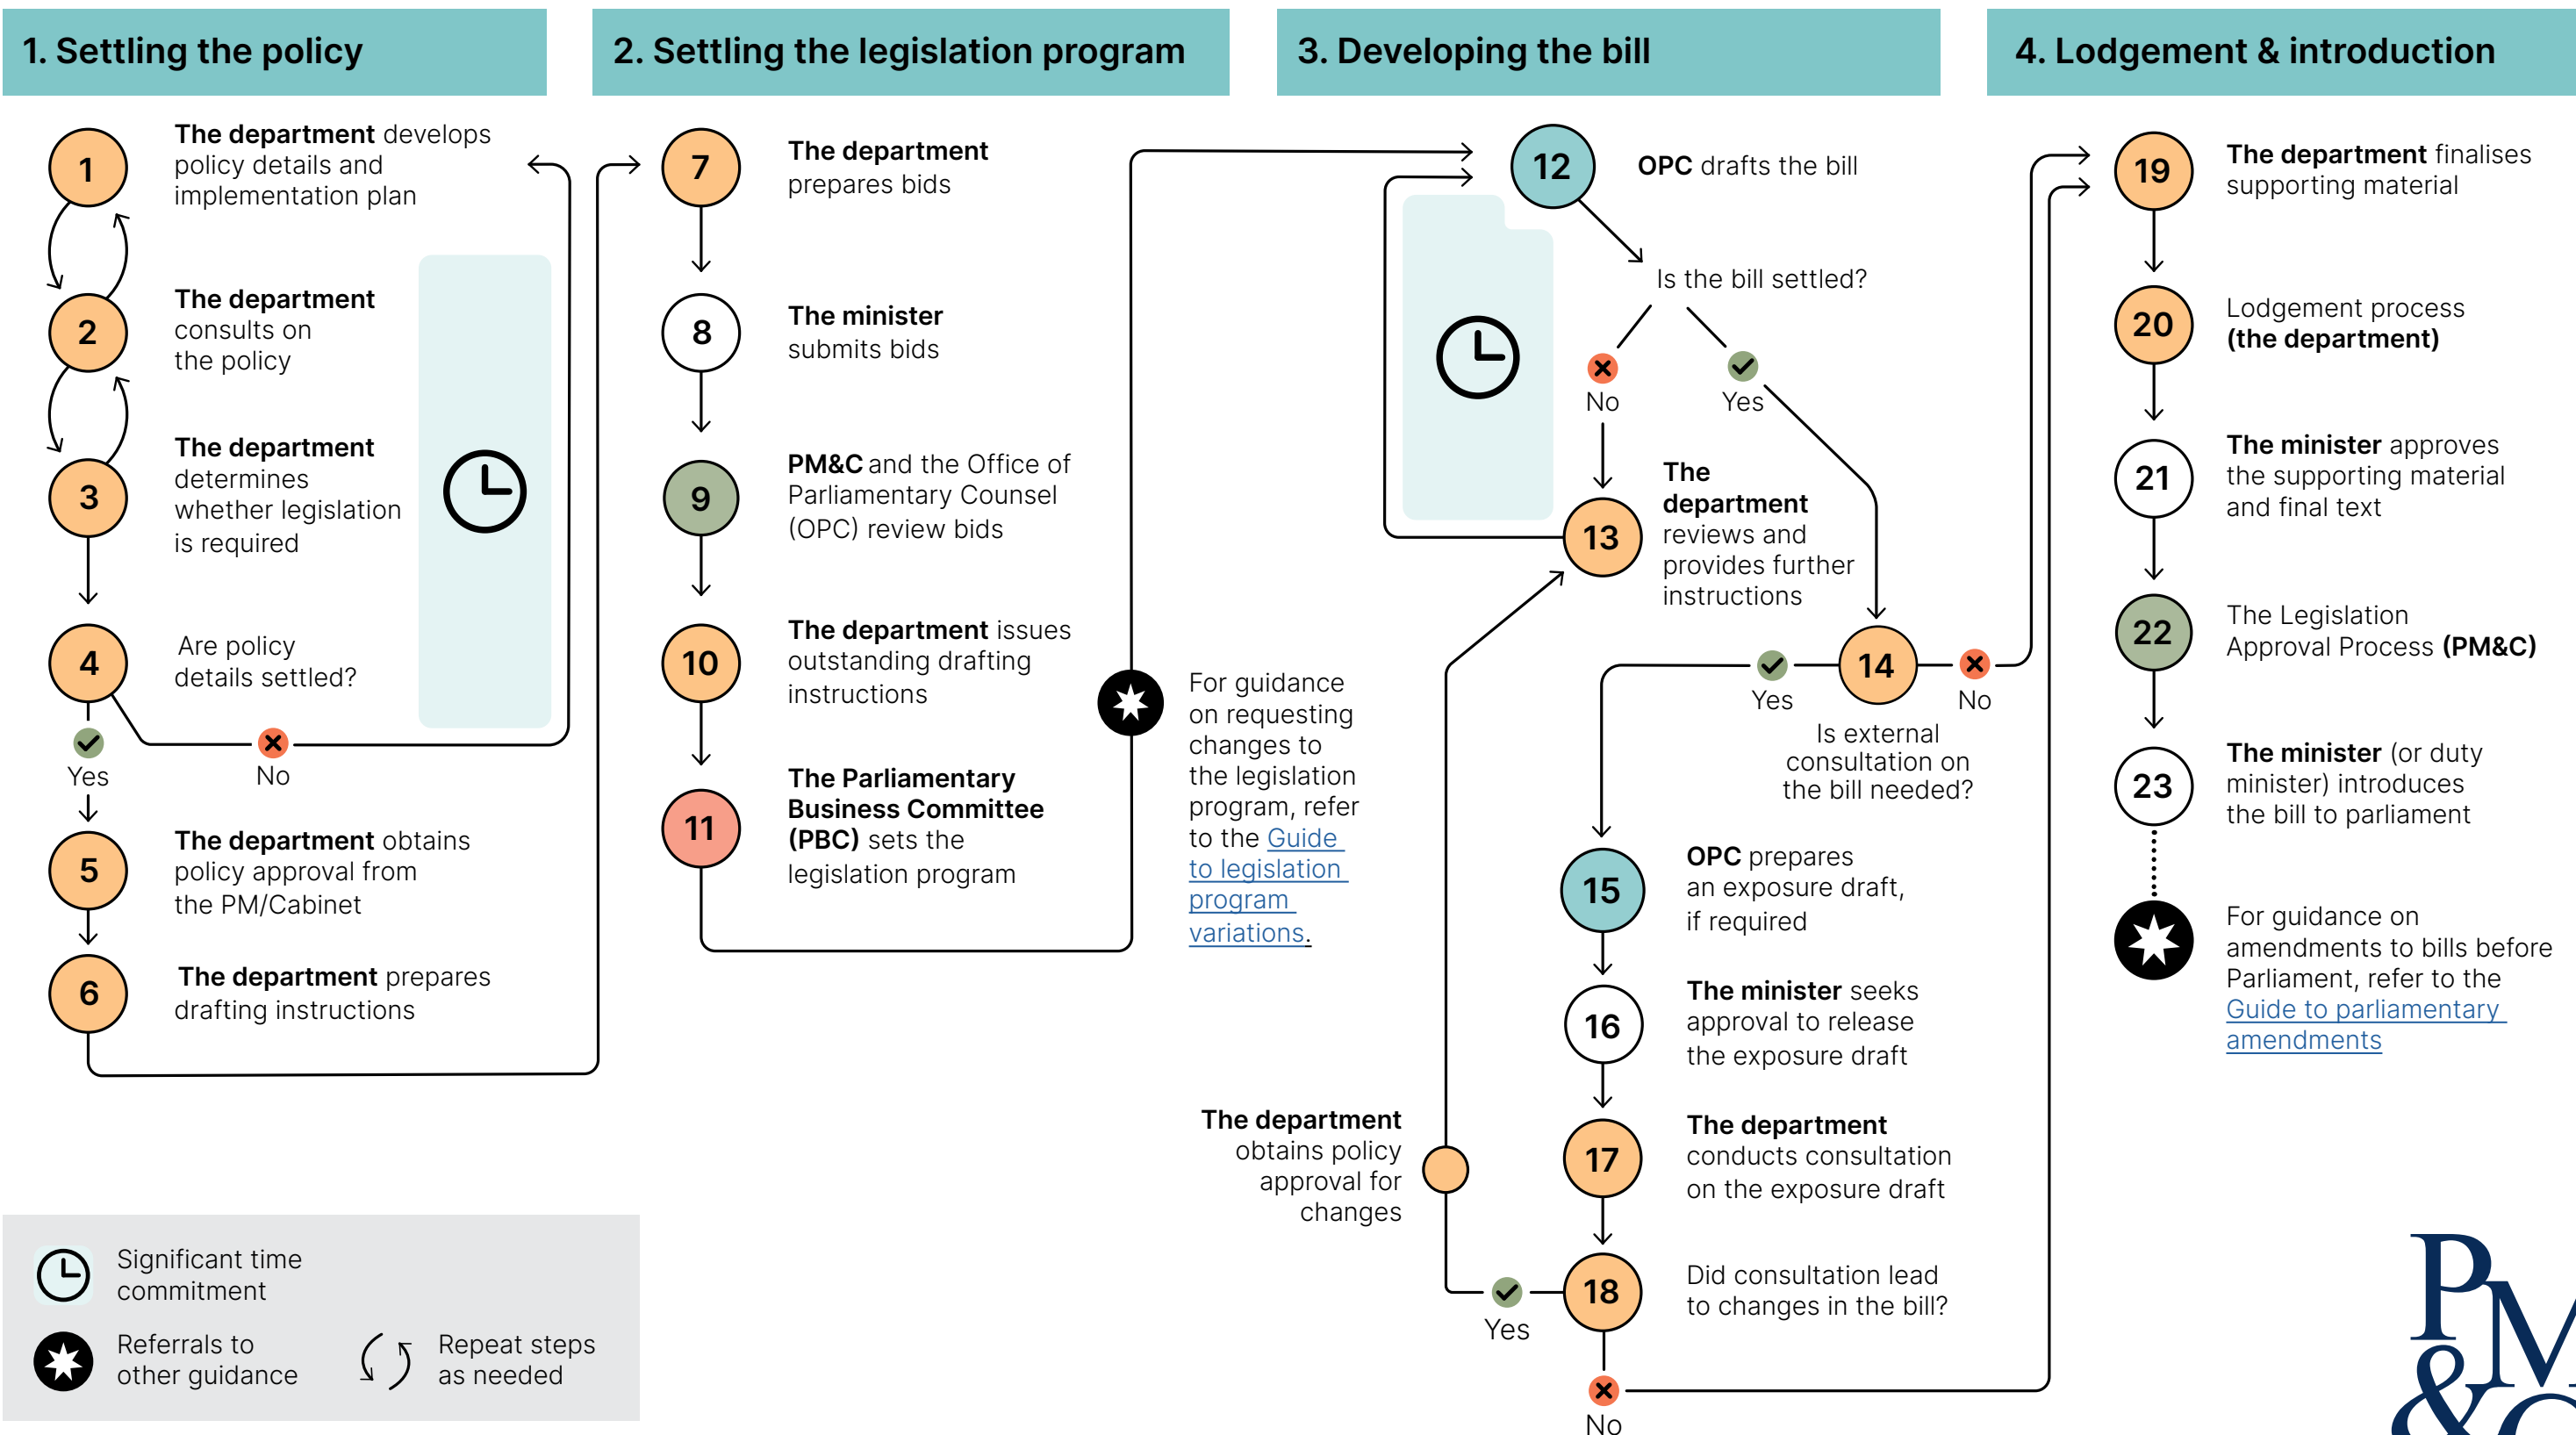 1. Settling the policy
1
The department develops
policy details and
implementation plan
2
The department
consults on
the policy
3
The department
determines
whether legislation
is required
4
Are policy
details settled?
Yes
No
5
The department obtains
policy approval from
the PM/Cabinet
6
The department prepares
drafting instructions
2. Settling the legislation program
7
The department
prepares bids
8
The minister
submits bids
9
PM&C and the Office of
Parliamentary Counsel
(OPC) review bids
10
The department issues
outstanding drafting
instructions
11
The Parliamentary
Business Committee
(PBC) sets the
legislation program
For guidance
on requesting
changes to
the legislation
program, refer
to the Guide
to legislation
program
variations.
3. Developing the bill
12
OPC drafts the bill
Is the bill settled?
No
Yes
13
The
department
reviews and
provides further
instructions
14
Yes
No
Is external
consultation on
the bill needed?
15
OPC prepares
an exposure draft,
if required
16
The minister seeks
approval to release
the exposure draft
17
The department
conducts consultation
on the exposure draft
18
Did consultation lead
to changes in the bill?
Yes
No
The department
obtains policy
approval for
changes
4. Lodgement & introduction
19
The department finalises
supporting material
20
Lodgement process
(the department)
21
The minister approves
the supporting material
and final text
22
The Legislation
Approval Process (PM&C)
23
The minister (or duty
minister) introduces
the bill to parliament
For guidance on
amendments to bills before
Parliament, refer to the
Guide to parliamentary
amendments
Significant time
commitment
Referrals to
other guidance
Repeat steps
as needed
PM
&C